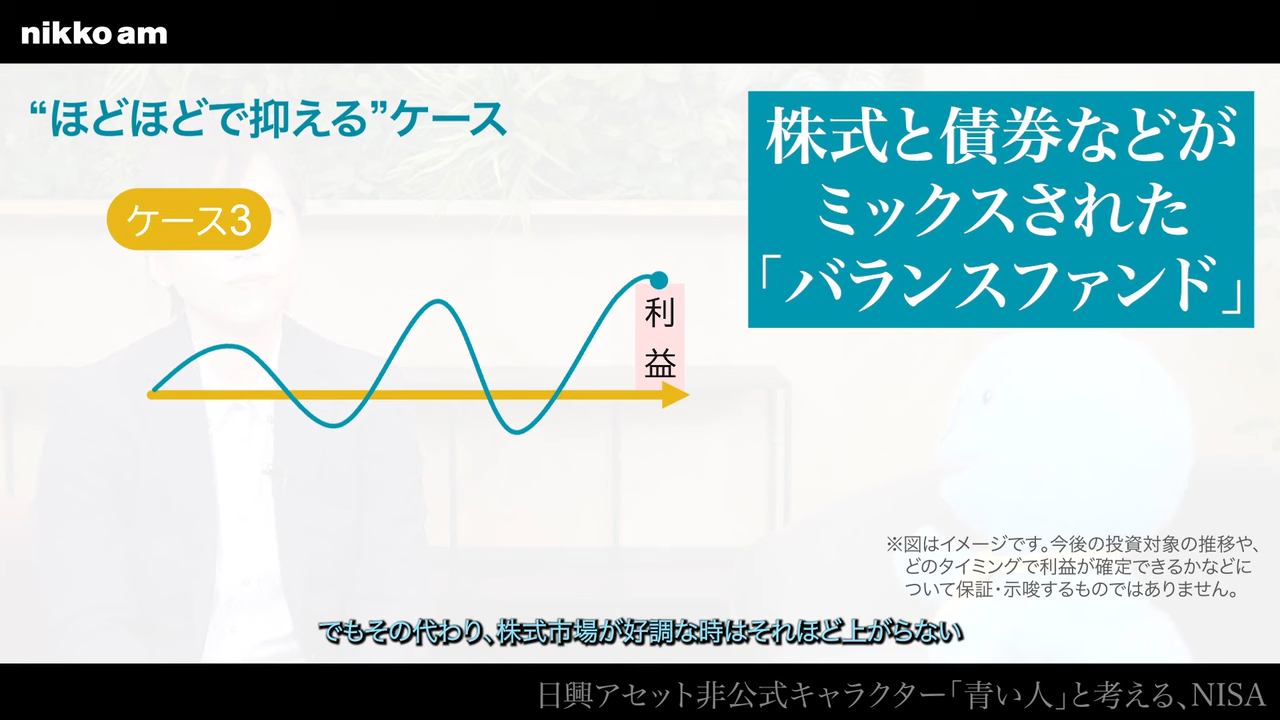 nikko am
“ほどほどで抑える”ケース
株式と債券などが
ミックスされた
「バランスファンド」
ケース3
利
益
※図はイメージです。今後の投資対象の推移や、
どのタイミングで利益が確定できるかなどに
ついて保証・示唆するものではありません。
でもその代わり、株式市場が好調な時はそれほど上がらない
日興アセット非公式キャラクター「青い人」と考える、NISA